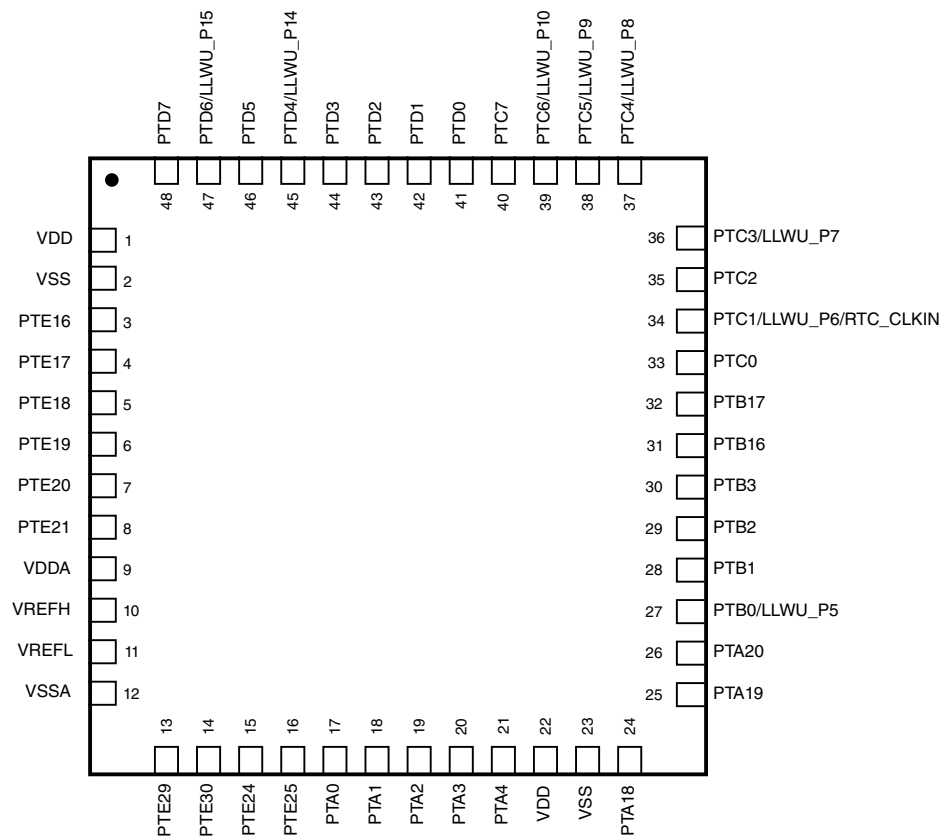 PTD7
PTD6/LLWU_P15
PTD5
PTD4/LLWU_P14
PTD3
PTD2
PTD1
PTD0
PTC7
PTC6/LLWU_P10
PTC5/LLWU_P9
PTC4/LLWU_P8
48
47
46
45
44
43
42
41
40
39
38
37
VDD 1
VSS 2
PTE16 3
PTE17 4
PTE18 5
PTE19 6
PTE20 7
PTE21 8
VDDA 9
VREFH 10
VREFL 11
VSSA 12
36 PTC3/LLWU_P7
35 PTC2
34 PTC1/LLWU_P6/RTC_CLKIN
33 PTC0
32 PTB17
31 PTB16
30 PTB3
29 PTB2
28 PTB1
27 PTB0/LLWU_P5
26 PTA20
25 PTA19
13
14
15
16
17
18
19
20
21
22
23
24
PTE29
PTE30
PTE24
PTE25
PTA0
PTA1
PTA2
PTA3
PTA4
VDD
VSS
PTA18